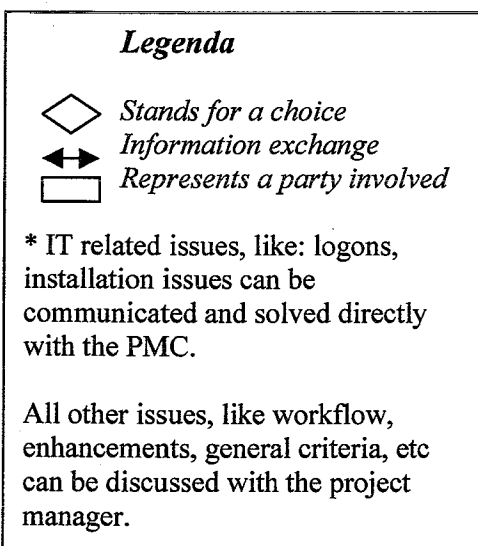 Legenda
Stands for a choice
Information exchange
Represents a party involved
* IT related issues, like: logons,
installation issues can be
communicated and solved directly
with the PMC.
All other issues, like workflow,
enhancements, general criteria, etc
can be discussed with the project
manager.